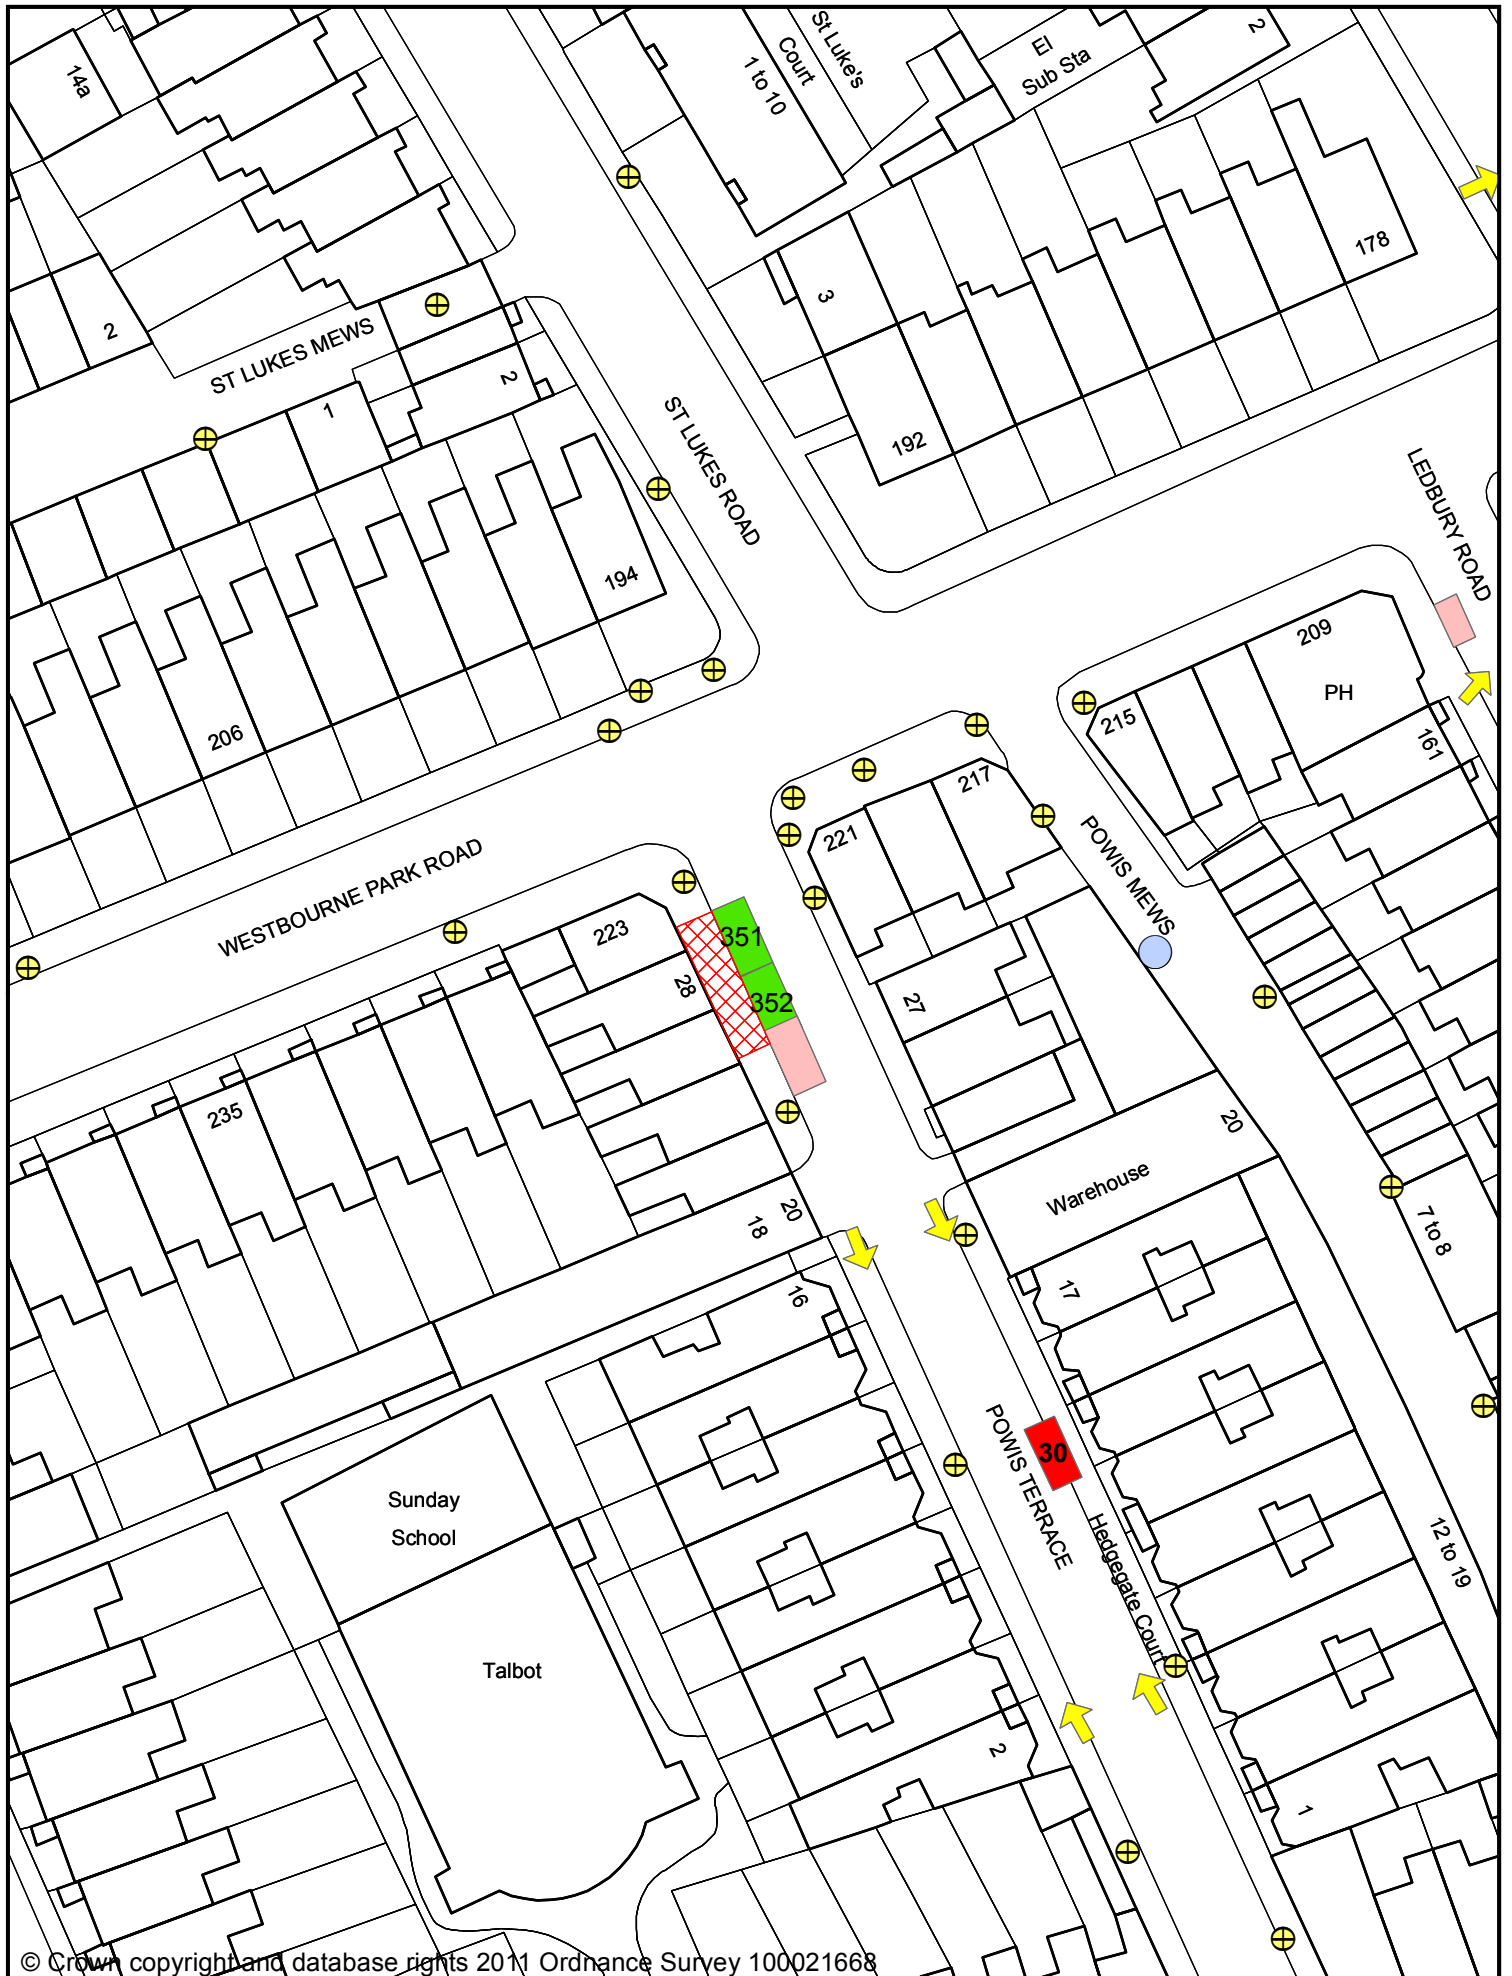 14a
St Luke's
Court
1 to 10
El
Sub Sta
2
178
3
2
ST LUKES MEWS
1
2
192
ST LUKES ROAD
LEDBURY ROAD
194
206
209
PH
215
161
217
221
POWIS MEWS
WESTBOURNE PARK ROAD
223
351
28
352
27
235
20
Warehouse
20
18
7 to 8
16
17
POWIS TERRACE
30
Sunday
School
Hedgegate Court
12 to 19
Talbot
2
1
© Crown copyright and database rights 2011 Ordnance Survey 100021668